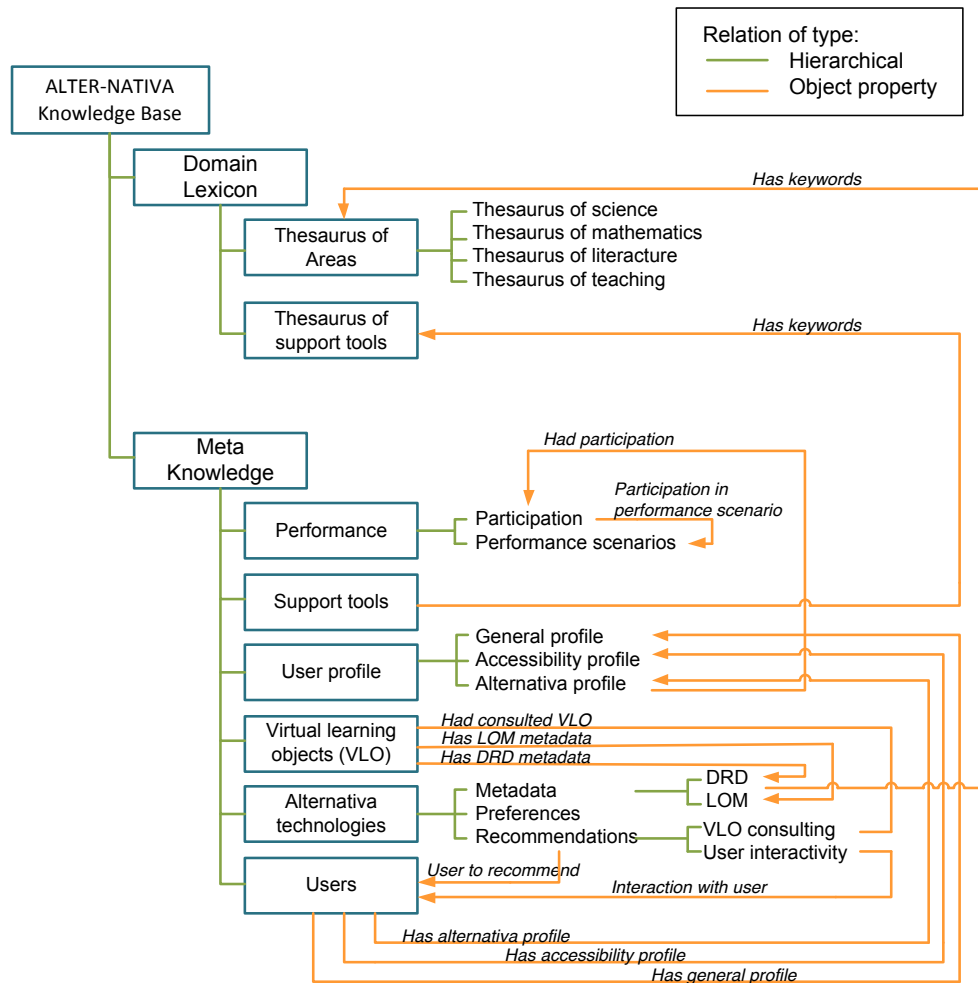 Relation of type:
Hierarchical
Object property
ALTER-NATIVA
Knowledge Base
Domain
Lexicon
Has keywords
Thesaurus of
Areas
Thesaurus of science
Thesaurus of mathematics
Thesaurus of literacture
Thesaurus of teaching
Thesaurus of
support tools
Has keywords
Meta
Knowledge
Had participation
Participation in
performance scenario
Performance
Participation
Performance scenarios
Support tools
User profile
General profile
Accessibility profile
Alternativa profile
Virtual learning
objects (VLO)
Had consulted VLO
Has LOM metadata
Has DRD metadata
Alternativa
technologies
Metadata
Preferences
Recommendations
DRD
LOM
VLO consulting
User interactivity
Users
User to recommend
Interaction with user
Has alternativa profile
Has accessibility profile
Has general profile